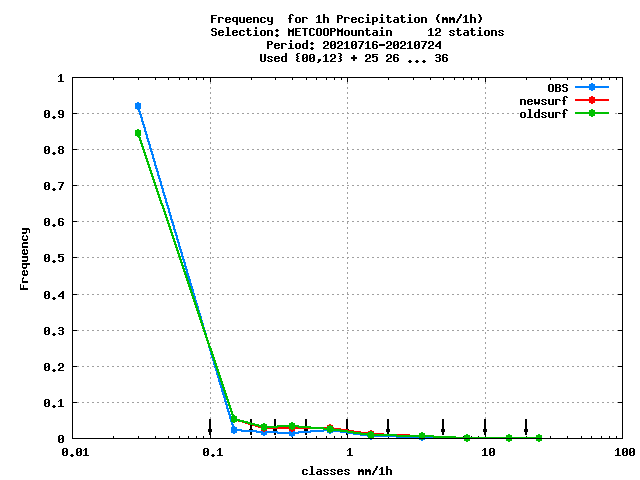 Frequency  for 1h Precipitation (mm/1h)
Selection: METCOOPMountain     12 stations
Period: 20210716-20210724
Used {00,12} + 25 26 ... 36
OBS
newsurf
oldsurf
1
0.9
0.8
0.7
0.6
0.5
0.4
0.3
0.2
0.1
0
Frequency
0.01
0.1
1
10
100
classes mm/1h